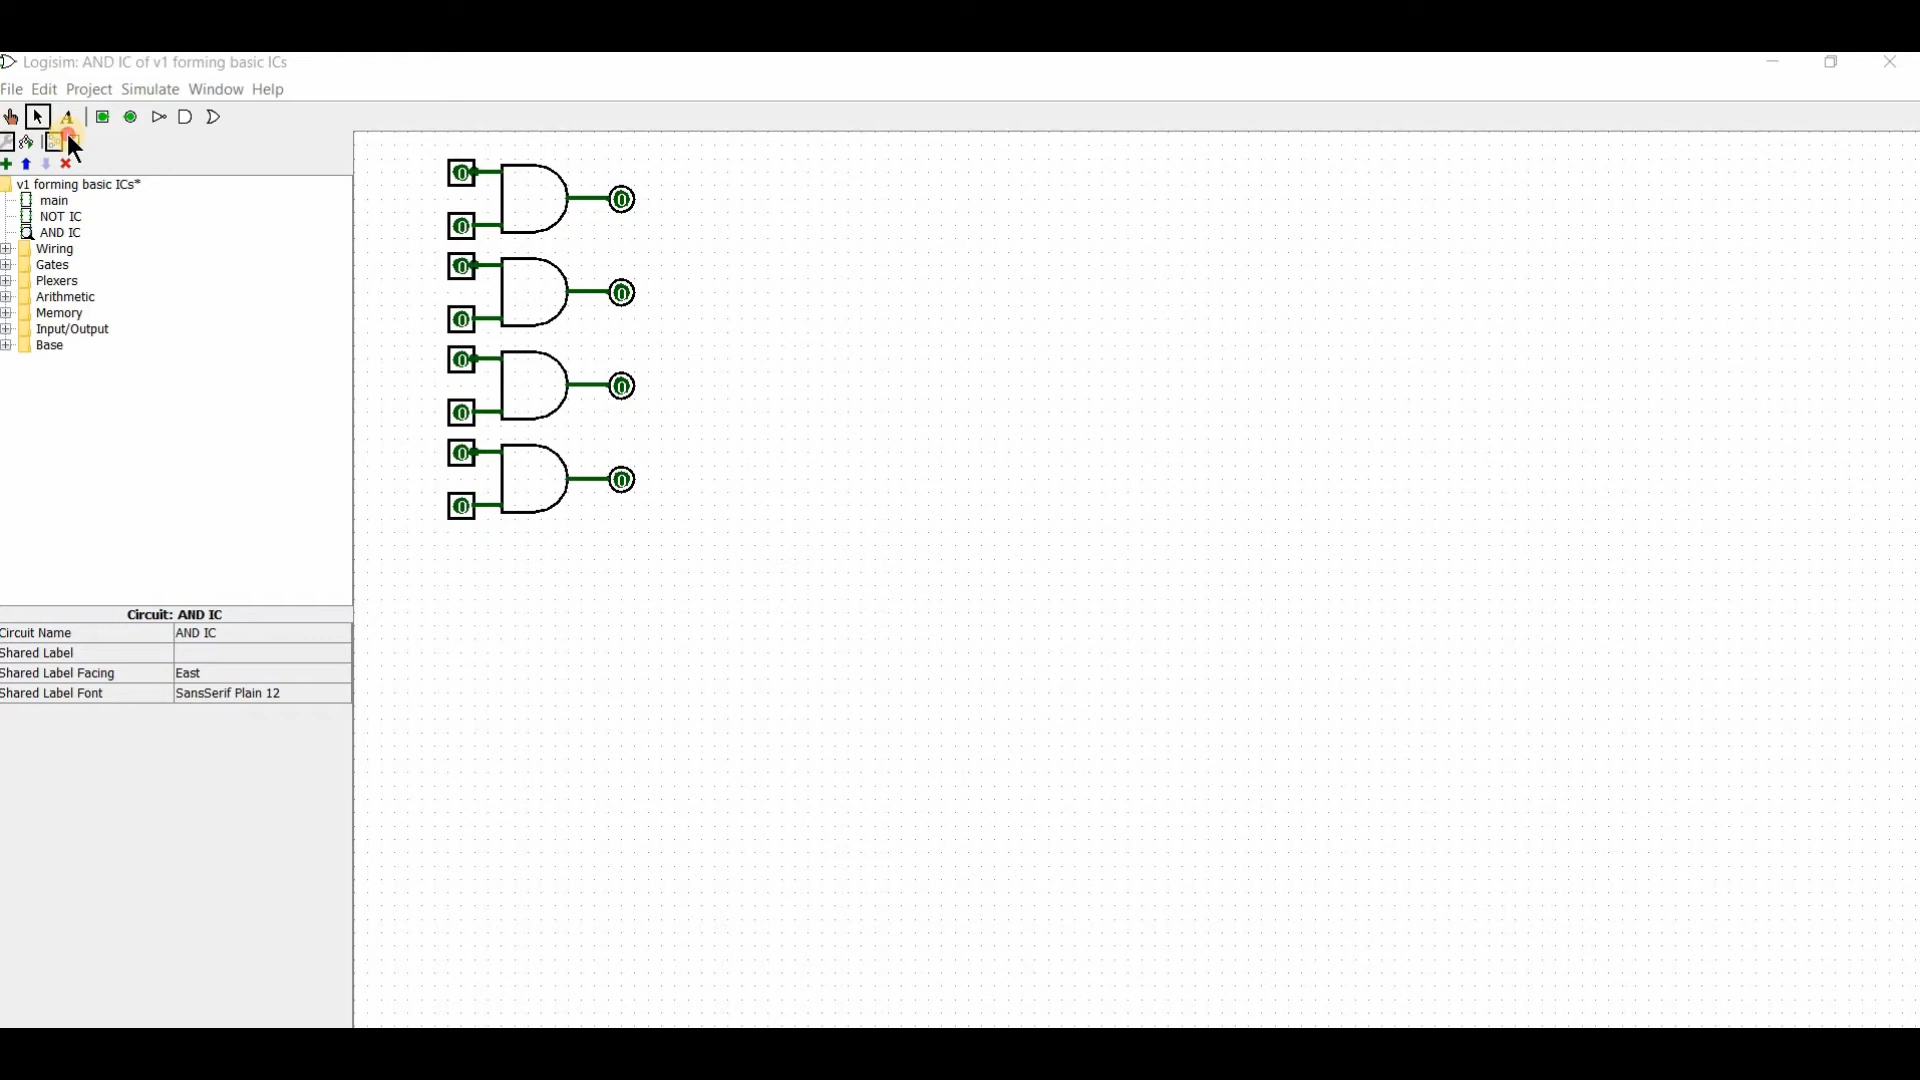 Logisim: AND IC of v1 forming basic ICs
File Edit Project Simulate Window Help
A
v1 forming basic ICs*
main
NOT IC
AND IC
Wiring
Gates
Plexers
Arithmetic
Memory
Input/Output
Base
0
0
0
0
0
0
0
0
0
0
0
0
Circuit: AND IC
Circuit Name AND IC
Shared Label
Shared Label Facing East
Shared Label Font SansSerif Plain 12